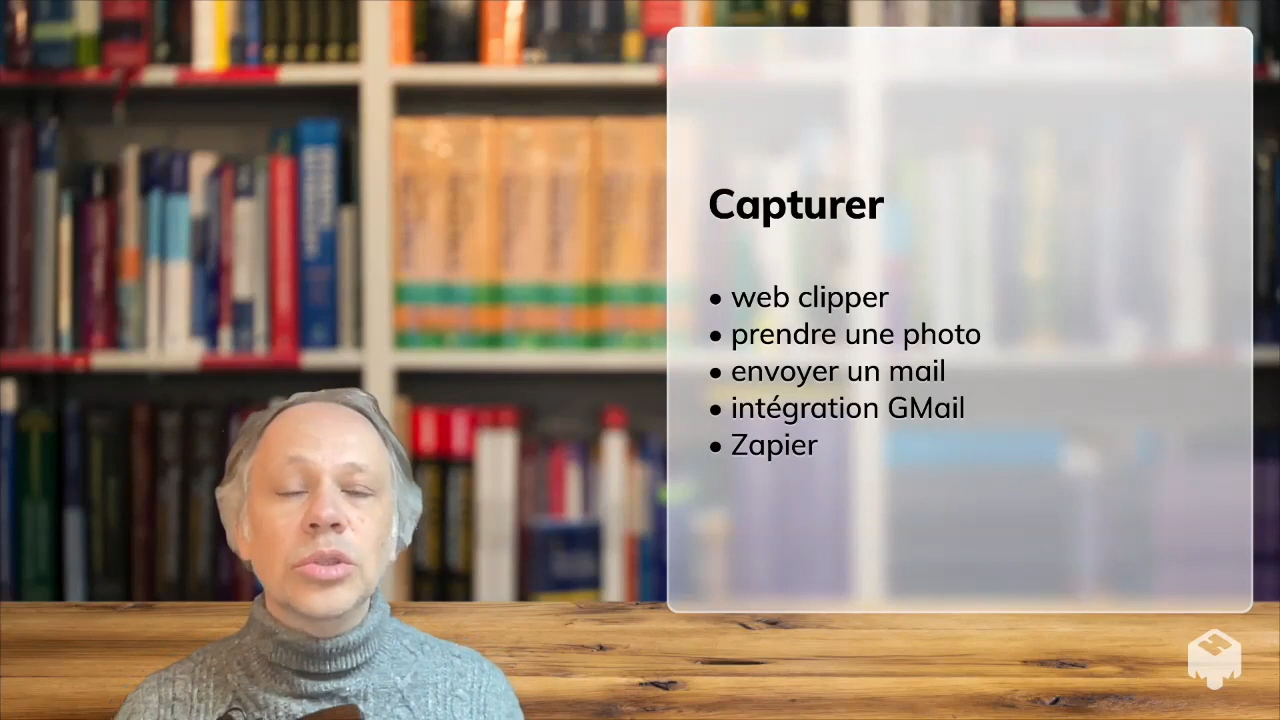 Capturer
• web clipper
• prendre une photo
• envoyer un mail
• intégration GMail
• Zapier